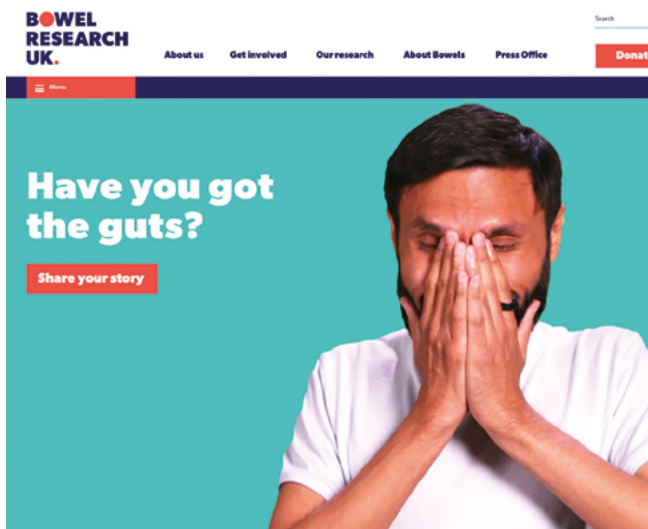 BOWEL
RESEARCH
UK.
Search
About us Get involved Our research About Bowels Press Office Donat
Menu
Have you got
the guts?
Share your story